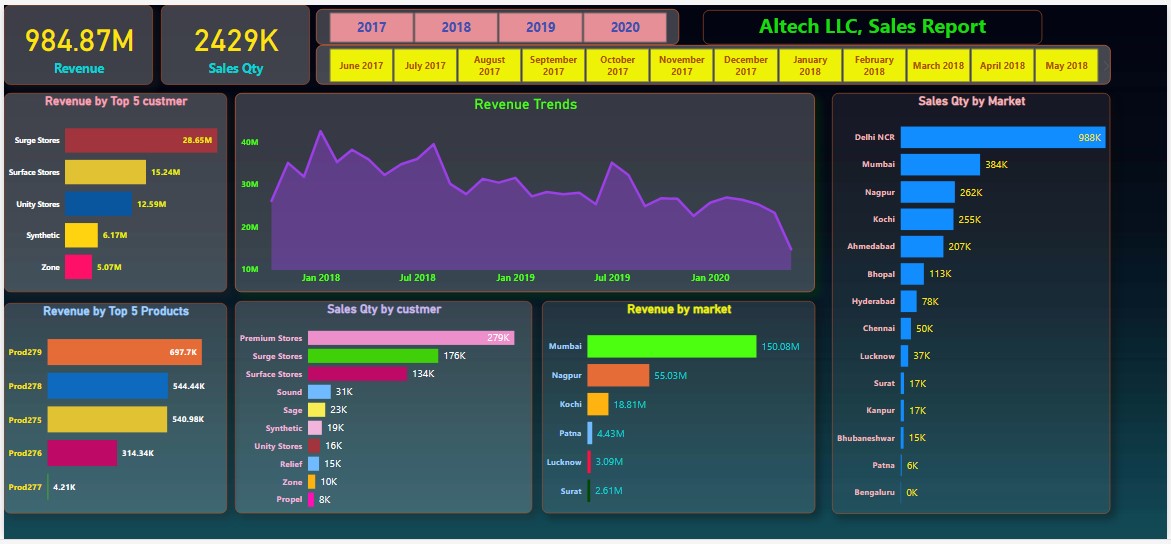 984.87M
Revenue
2429K
Sales Qty
2017
2018
2019
2020
Altech LLC, Sales Report
June 2017
July 2017
August
2017
September
2017
October
2017
November
2017
December
2017
January
2018
February
2018
March 2018
April 2018
May 2018
Revenue by Top 5 custmer
Surge Stores 28.65M
Surface Stores 15.24M
Unity Stores 12.59M
Synthetic 6.17M
Zone 5.07M
Revenue Trends
40M
30M
20M
10M
Jan 2018 Jul 2018 Jan 2019 Jul 2019 Jan 2020
Sales Qty by Market
Delhi NCR 988K
Mumbai 384K
Nagpur 262K
Kochi 255K
Ahmedabad 207K
Bhopal 113K
Hyderabad 78K
Chennai 50K
Lucknow 37K
Surat 17K
Kanpur 17K
Bhubaneshwar 15K
Patna 6K
Bengaluru 0K
Revenue by Top 5 Products
Prod279 697.7K
Prod278 544.44K
Prod275 540.98K
Prod276 314.34K
Prod277 4.21K
Sales Qty by custmer
Premium Stores 279K
Surge Stores 176K
Surface Stores 134K
Sound 31K
Sage 23K
Synthetic 19K
Unity Stores 16K
Relief 15K
Zone 10K
Propel 8K
Revenue by market
Mumbai 150.08M
Nagpur 55.03M
Kochi 18.81M
Patna 4.43M
Lucknow 3.09M
Surat 2.61M